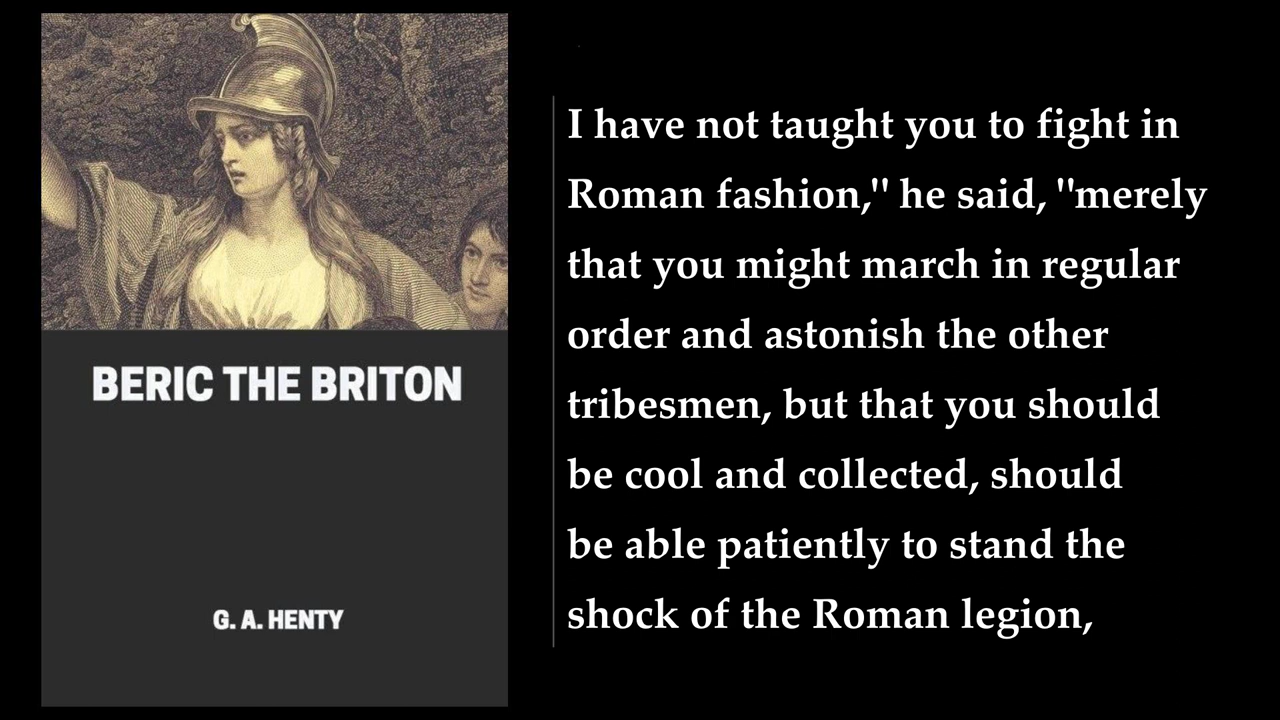 BERIC THE BRITON
G. A. HENTY
I have not taught you to fight in
Roman fashion," he said, "merely
that you might march in regular
order and astonish the other
tribesmen, but that you should
be cool and collected, should
be able patiently to stand the
shock of the Roman legion,